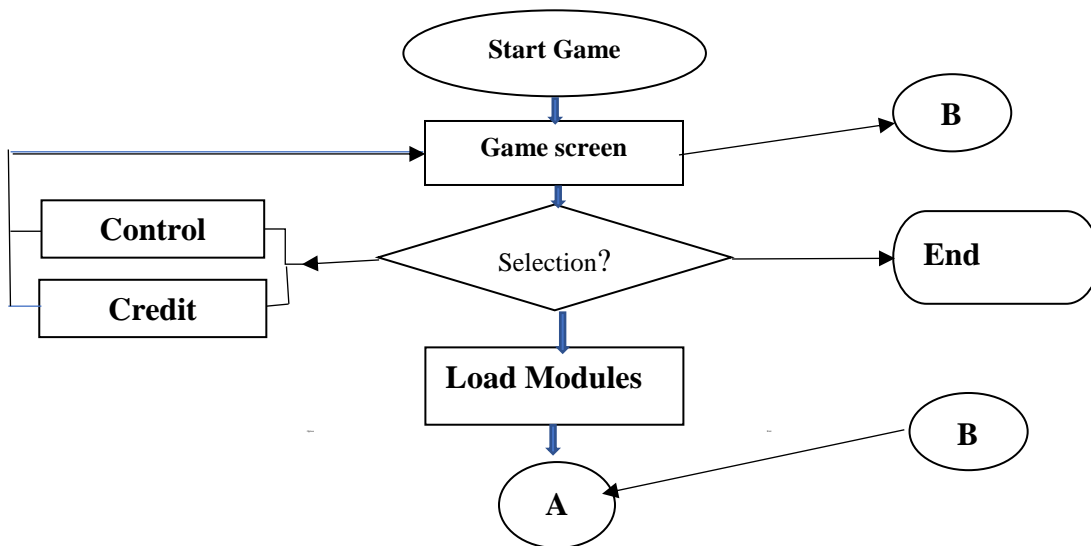 Start Game
B
Game screen
Control
Selection?
End
Credit
Load Modules
B
A